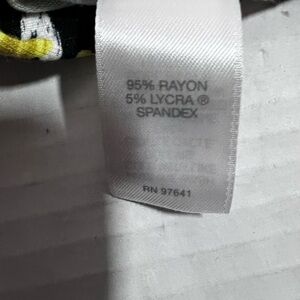 95% RAYON
5% LYCRA ®
SPANDEX
RN 97641